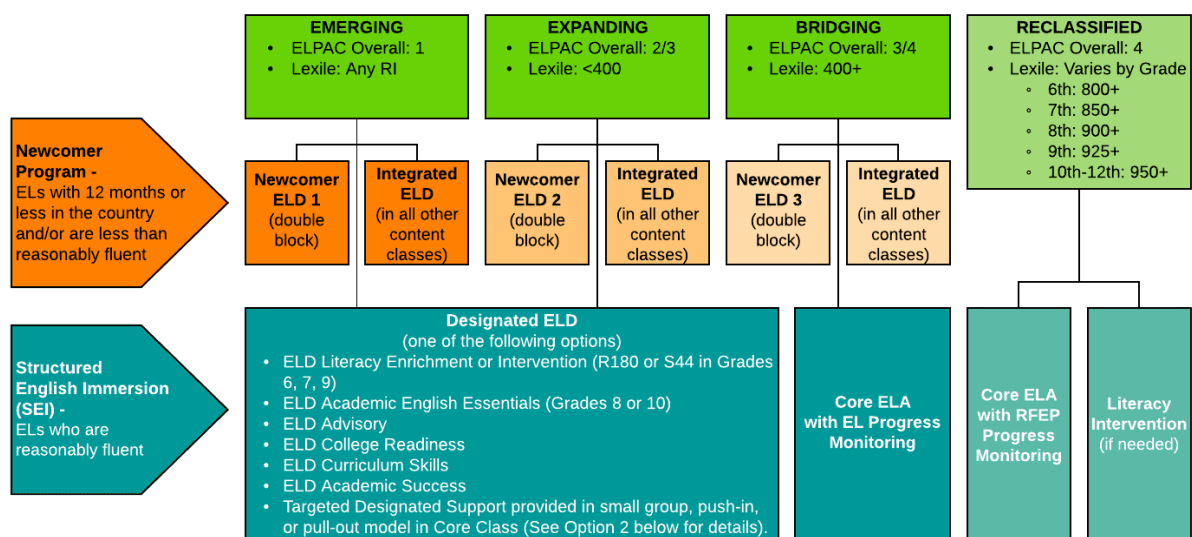 EMERGING
• ELPAC Overall: 1
• Lexile: Any RI
EXPANDING
• ELPAC Overall: 2/3
• Lexile: <400
BRIDGING
• ELPAC Overall: 3/4
• Lexile: 400+
RECLASSIFIED
• ELPAC Overall: 4
• Lexile: Varies by Grade
◦ 6th: 800+
◦ 7th: 850+
◦ 8th: 900+
◦ 9th: 925+
◦ 10th-12th: 950+
Newcomer
Program -
ELs with 12 months or
less in the country
and/or are less than
reasonably fluent
Newcomer
ELD 1
(double
block)
Integrated
ELD
(in all other
content
classes)
Newcomer
ELD 2
(double
block)
Integrated
ELD
(in all other
content
classes)
Newcomer
ELD 3
(double
block)
Integrated
ELD
(in all other
content
classes)
Structured
English Immersion
(SEI) -
ELs who are
reasonably fluent
Designated ELD
(one of the following options)
• ELD Literacy Enrichment or Intervention (R180 or S44 in Grades
6, 7, 9)
• ELD Academic English Essentials (Grades 8 or 10)
• ELD Advisory
• ELD College Readiness
• ELD Curriculum Skills
• ELD Academic Success
• Targeted Designated Support provided in small group, push-in,
or pull-out model in Core Class (See Option 2 below for details).
Core ELA
with EL Progress
Monitoring
Core ELA
with RFEP
Progress
Monitoring
Literacy
Intervention
(if needed)